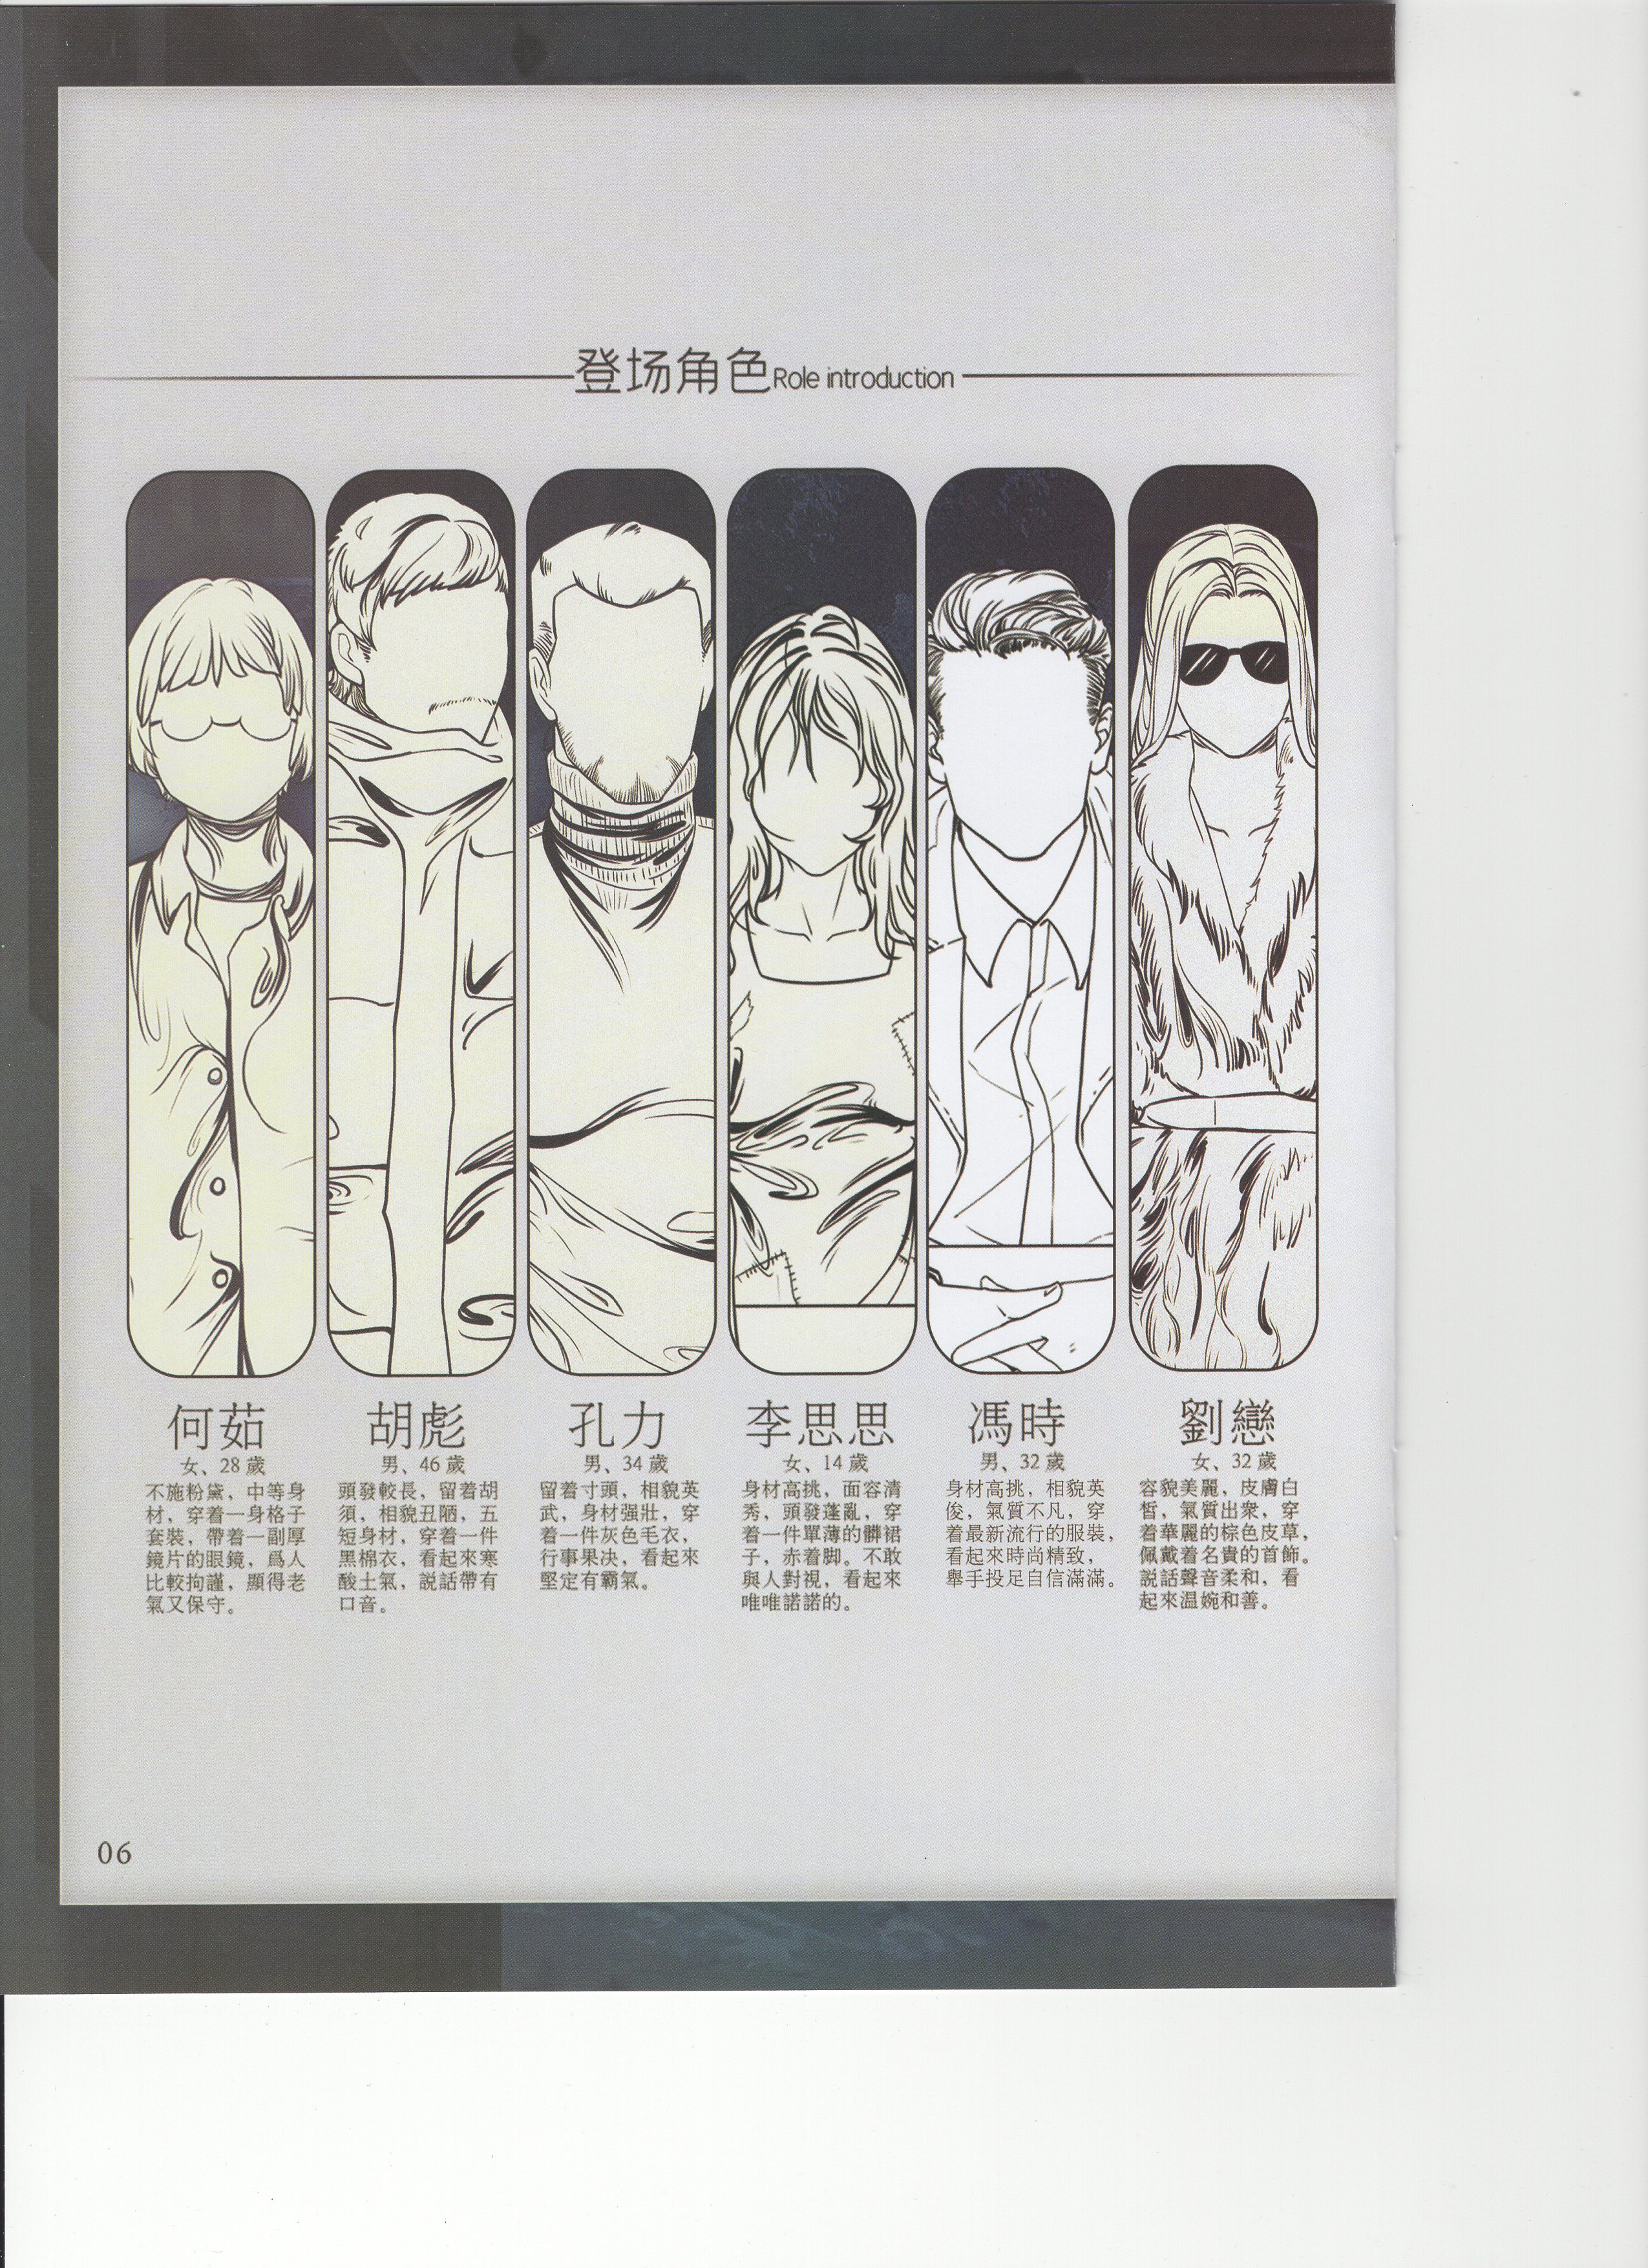 登场角色Role introduction
何茹
女、28歲
不施粉黛，中等身
材，穿着一身格子
套裝，帶着一副厚
鏡片的眼鏡，爲人
比較拘謹，顯得老
氣又保守。
胡彪
男、46歲
頭發較長，留着胡
須，相貌丑陋，五
短身材，穿着一件
黑棉衣，看起來寒
酸土氣，説話帶有
口音。
孔力
男、34歲
留着寸頭，相貌英
武，身材强壯，穿
着一件灰色毛衣，
行事果决，看起來
堅定有霸氣。
李思思
女、14歲
身材高挑，面容清
秀，頭發蓬亂，穿
着一件單薄的髒裙
子，赤着脚。不敢
與人對視，看起來
唯唯諾諾的。
馮時
男、32歲
身材高挑，相貌英
俊，氣質不凡，穿
着最新流行的服裝，
看起來時尚精致，
舉手投足自信滿滿。
劉戀
女、32歲
容貌美麗，皮膚白
皙，氣質出衆，穿
着華麗的棕色皮草，
佩戴着名貴的首飾。
説話聲音柔和，看
起來温婉和善。
06